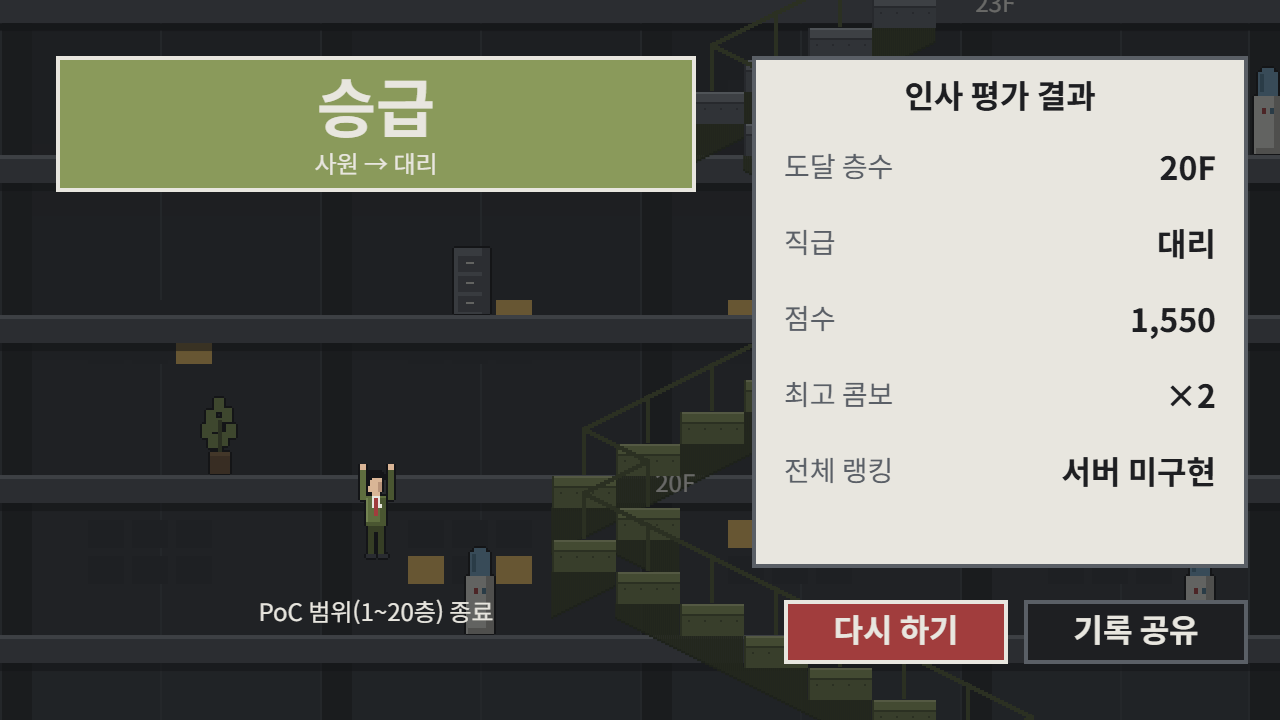 23F
승급
사원 → 대리
인사 평가 결과
도달 층수 20F
직급 대리
점수 1,550
최고 콤보 ×2
전체 랭킹 서버 미구현
20F
PoC 범위(1~20층) 종료
다시 하기
기록 공유